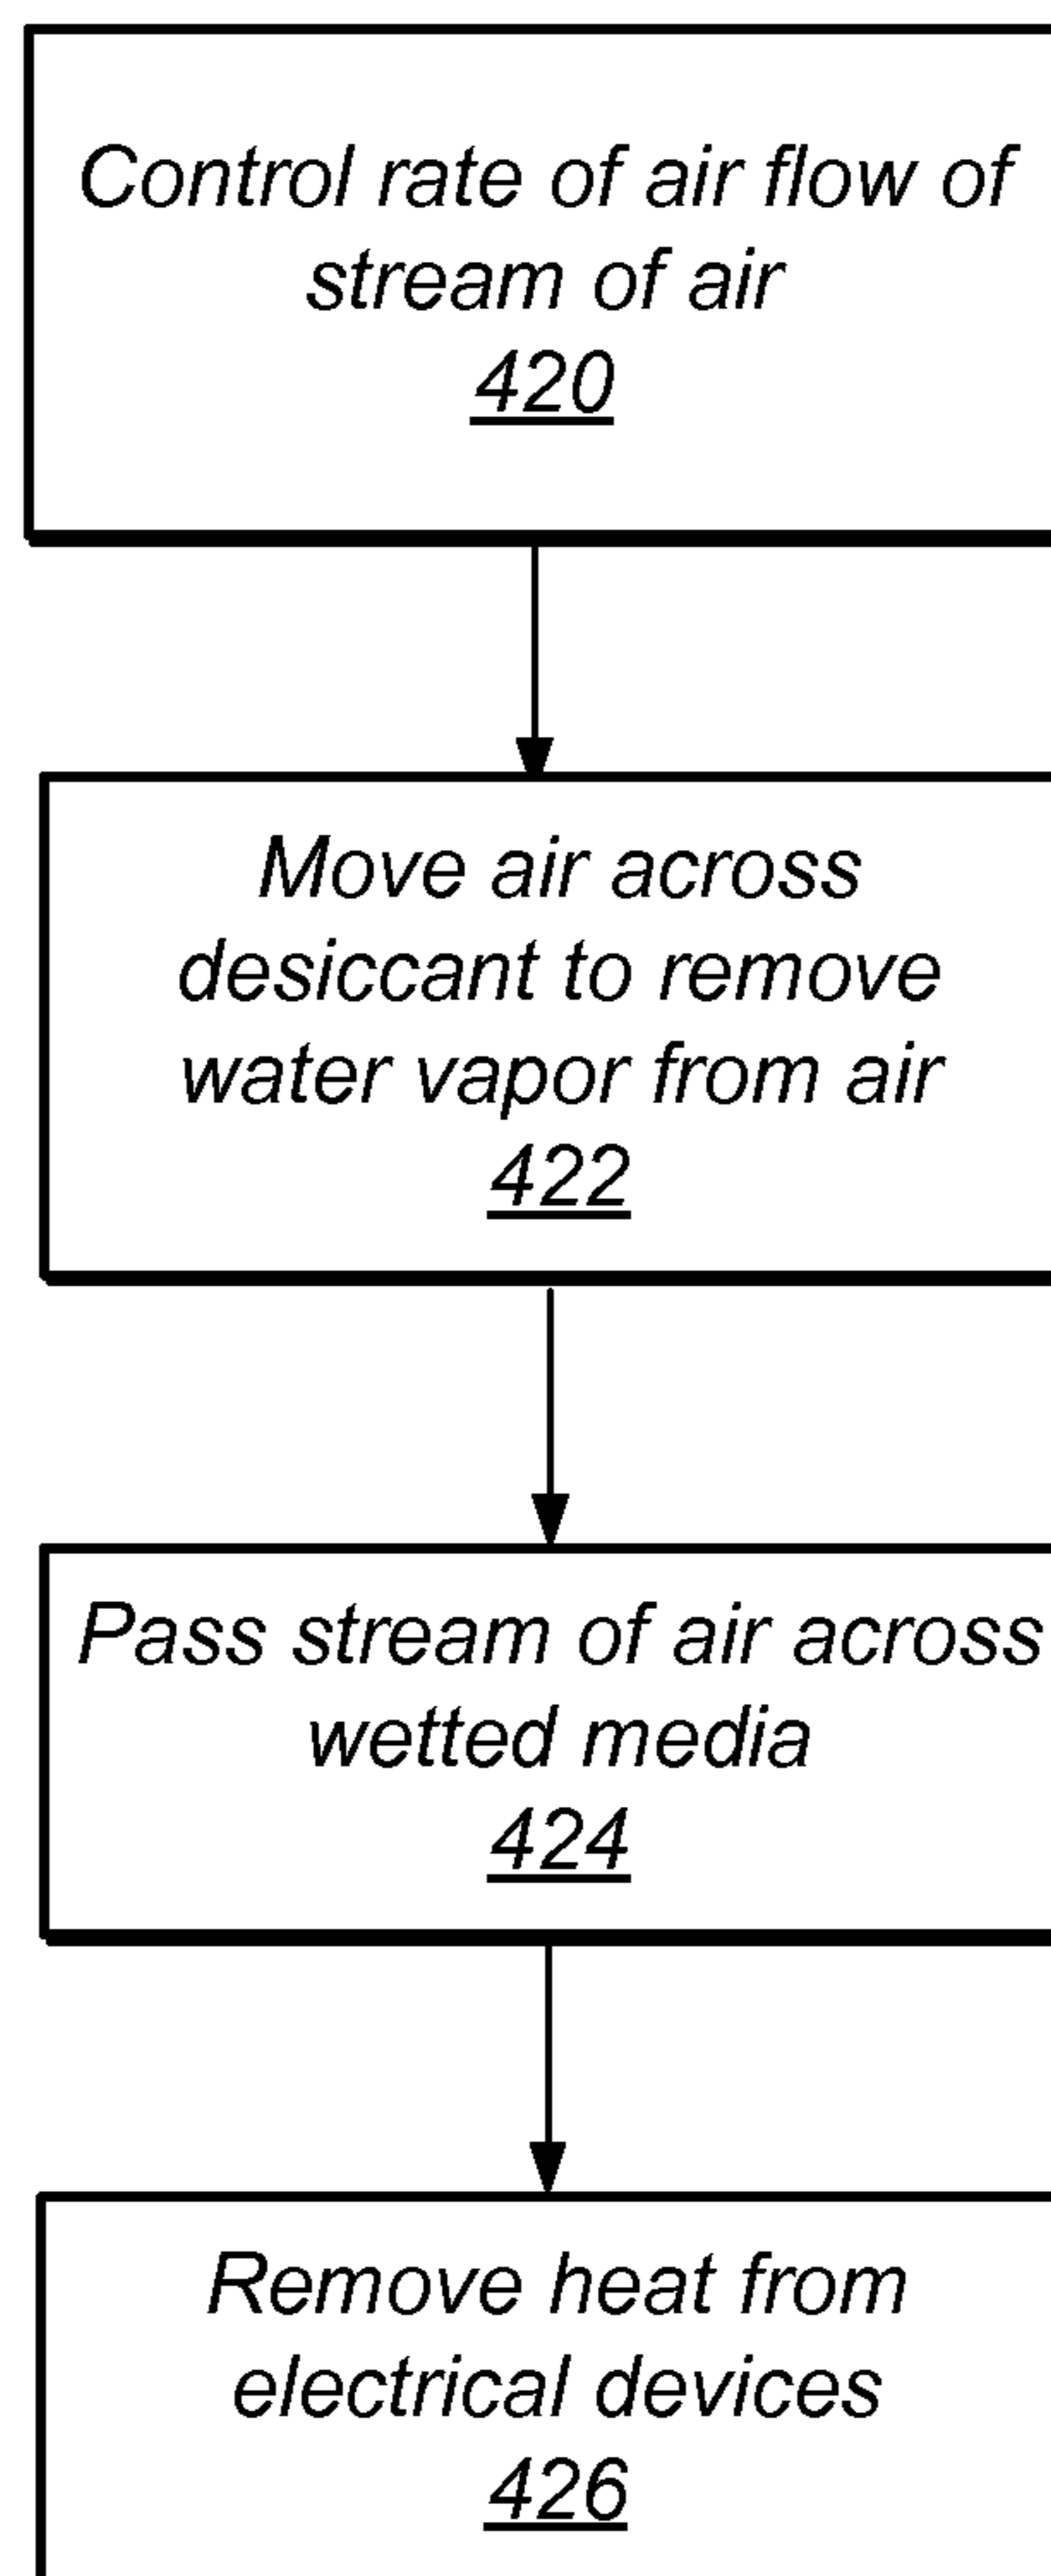 Control rate of air flow of
stream of air
420
Move air across
desiccant to remove
water vapor from air
422
Pass stream of air across
wetted media
424
Remove heat from
electrical devices
426